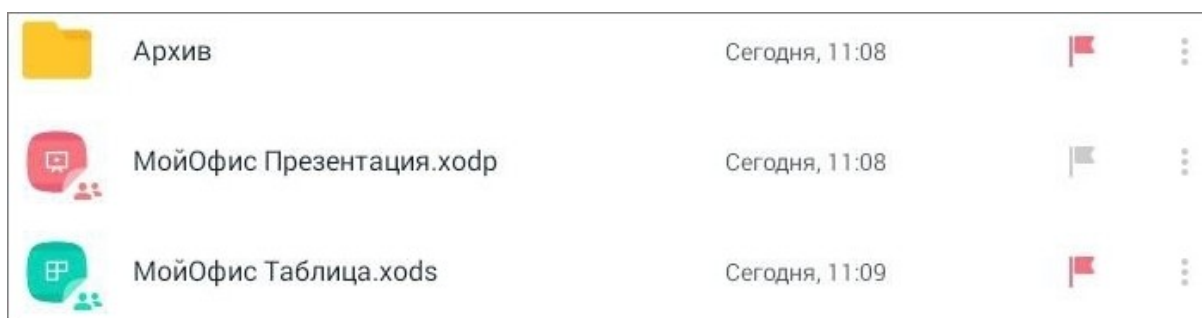 Архив Сегодня, 11:08
МойОфис Презентация.xodp Сегодня, 11:08
МойОфис Таблица.xods Сегодня, 11:09